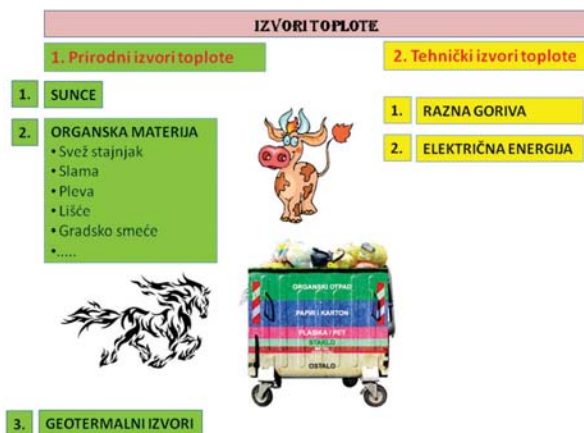 IZVORI TOPLOTE
1. Prirodni izvori toplote
1. SUNCE
2. ORGANSKA MATERIJA
• Svež stajnjak
• Slama
• Pleva
• Lišće
• Gradsko smeće
•.....
3. GEOTERMALNI IZVORI
2. Tehnički izvori toplote
1. RAZNA GORIVA
2. ELEKTRIČNA ENERGIJA
ORGANSKI OTPAD
PAPIR I KARTON
PLASIKA / PET
STAKLO
OSTALO